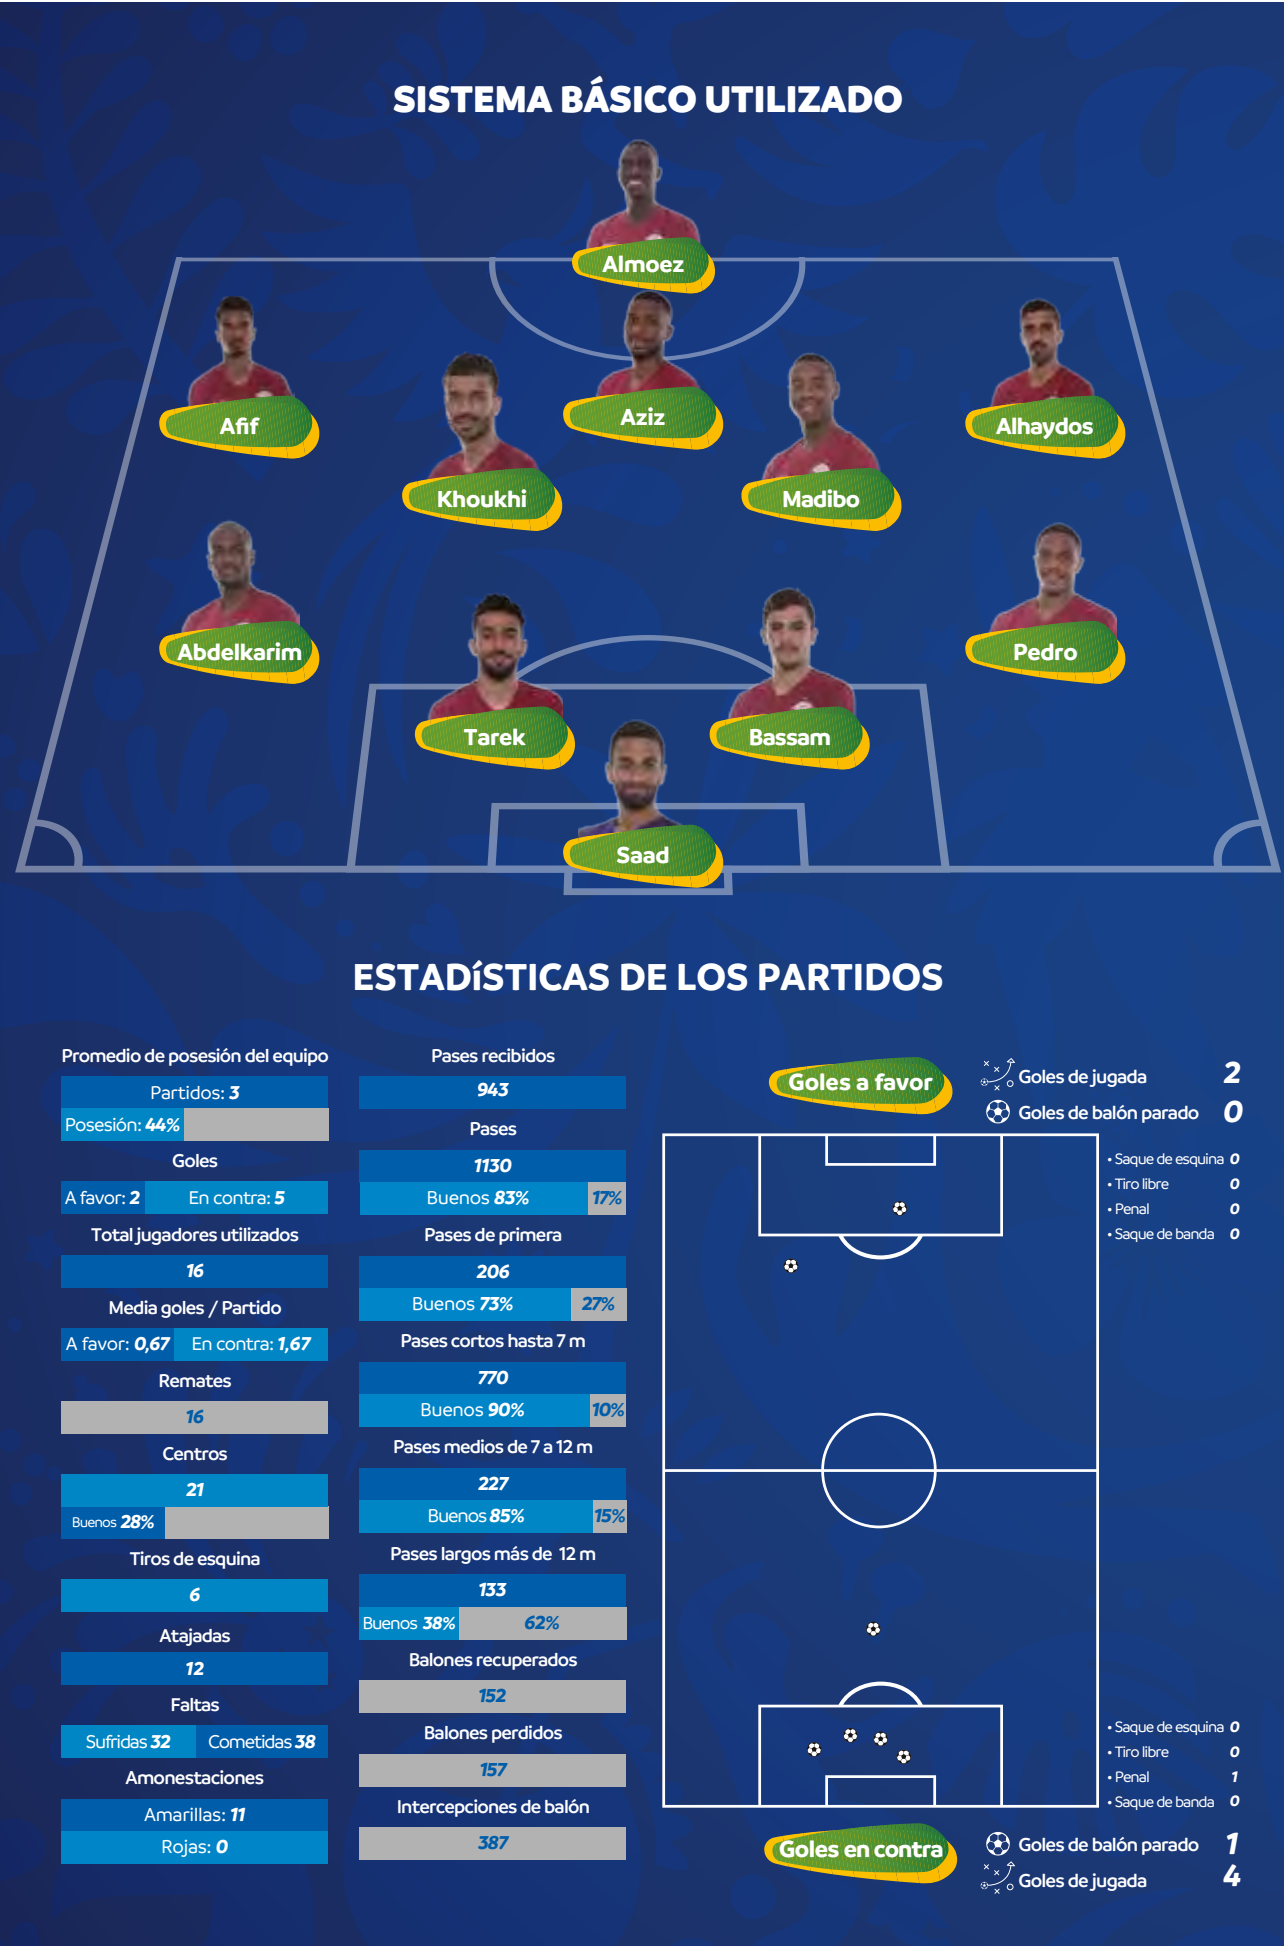 SISTEMA BÁSICO UTILIZADO
Almoez
Afif
Aziz
Alhaydos
Khoukhi
Madibo
Abdelkarim
Pedro
Tarek
Bassam
Saad
ESTADíSTICAS DE LOS PARTIDOS
Promedio de posesión del equipo
Partidos: 3
Posesión: 44%
Goles
A favor: 2 En contra: 5
Total jugadores utilizados
16
Media goles / Partido
A favor: 0,67 En contra: 1,67
Remates
16
Centros
21
Buenos 28%
Tiros de esquina
6
Atajadas
12
Faltas
Sufridas 32 Cometidas 38
Amonestaciones
Amarillas: 11
Rojas: 0
Pases recibidos
943
Pases
1130
Buenos 83% 17%
Pases de primera
206
Buenos 73% 27%
Pases cortos hasta 7 m
770
Buenos 90% 10%
Pases medios de 7 a 12 m
227
Buenos 85% 15%
Pases largos más de 12 m
133
Buenos 38% 62%
Balones recuperados
152
Balones perdidos
157
Intercepciones de balón
387
Goles a favor
Goles de jugada 2
Goles de balón parado 0
• Saque de esquina 0
• Tiro libre 0
• Penal 0
• Saque de banda 0
• Saque de esquina 0
• Tiro libre 0
• Penal 1
• Saque de banda 0
Goles en contra
Goles de balón parado 1
Goles de jugada 4